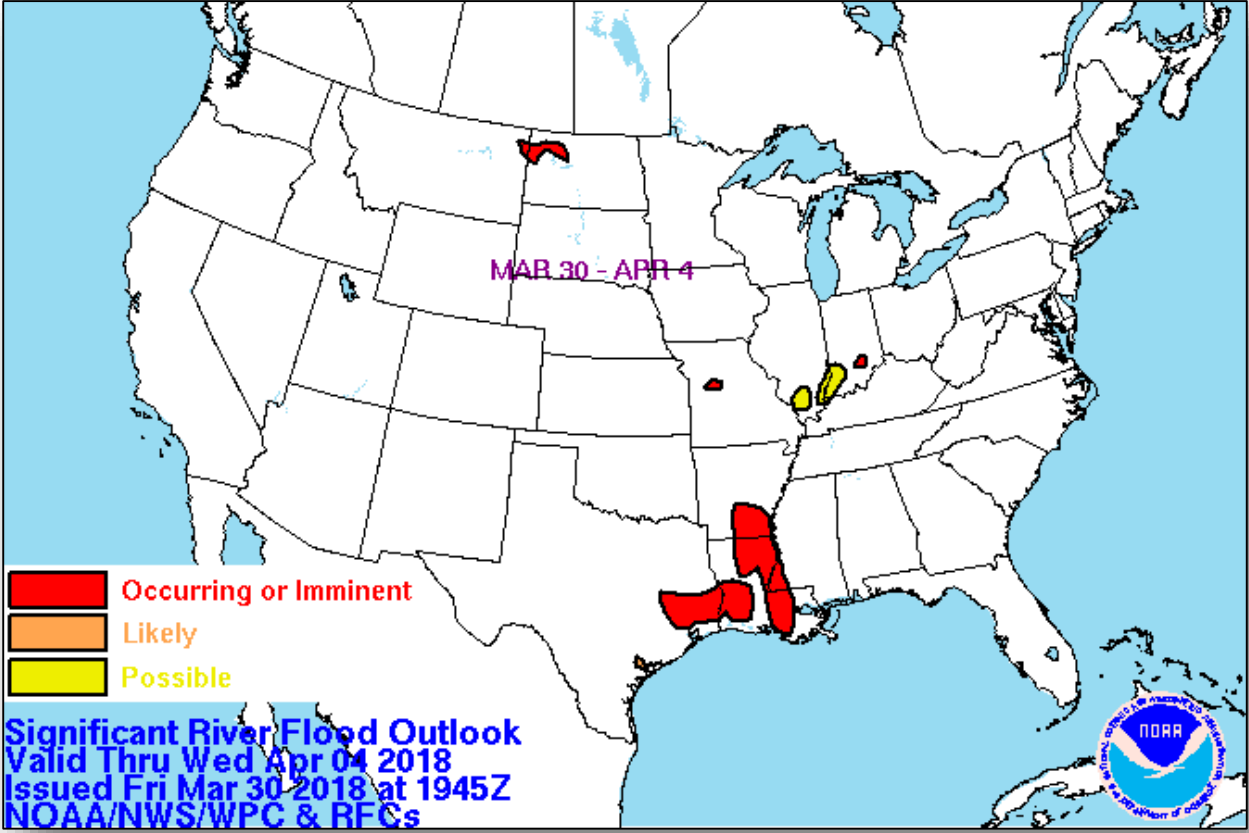 MAR 30 - APR 4
Occurring or Imminent
Likely
Possible
Significant River Flood Outlook
Valid Thru Wed Apr 04 2018
Issued Fri Mar 30 2018 at 1945Z
NOAA/NWS/WPC & RFCs
NOAA